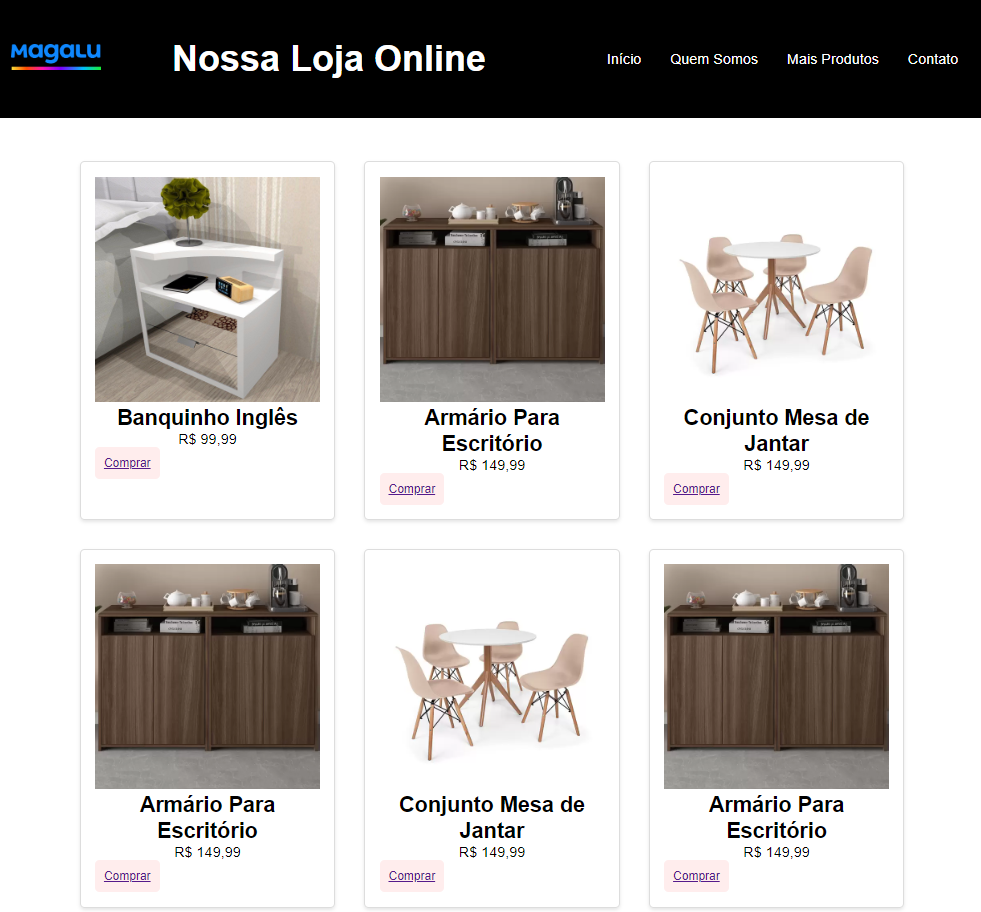 Magalu
Nossa Loja Online
Início
Quem Somos
Mais Produtos
Contato
Banquinho Inglês
R$ 99,99
Comprar
Armário Para
Escritório
R$ 149,99
Comprar
Conjunto Mesa de
Jantar
R$ 149,99
Comprar
Armário Para
Escritório
R$ 149,99
Comprar
Conjunto Mesa de
Jantar
R$ 149,99
Comprar
Armário Para
Escritório
R$ 149,99
Comprar